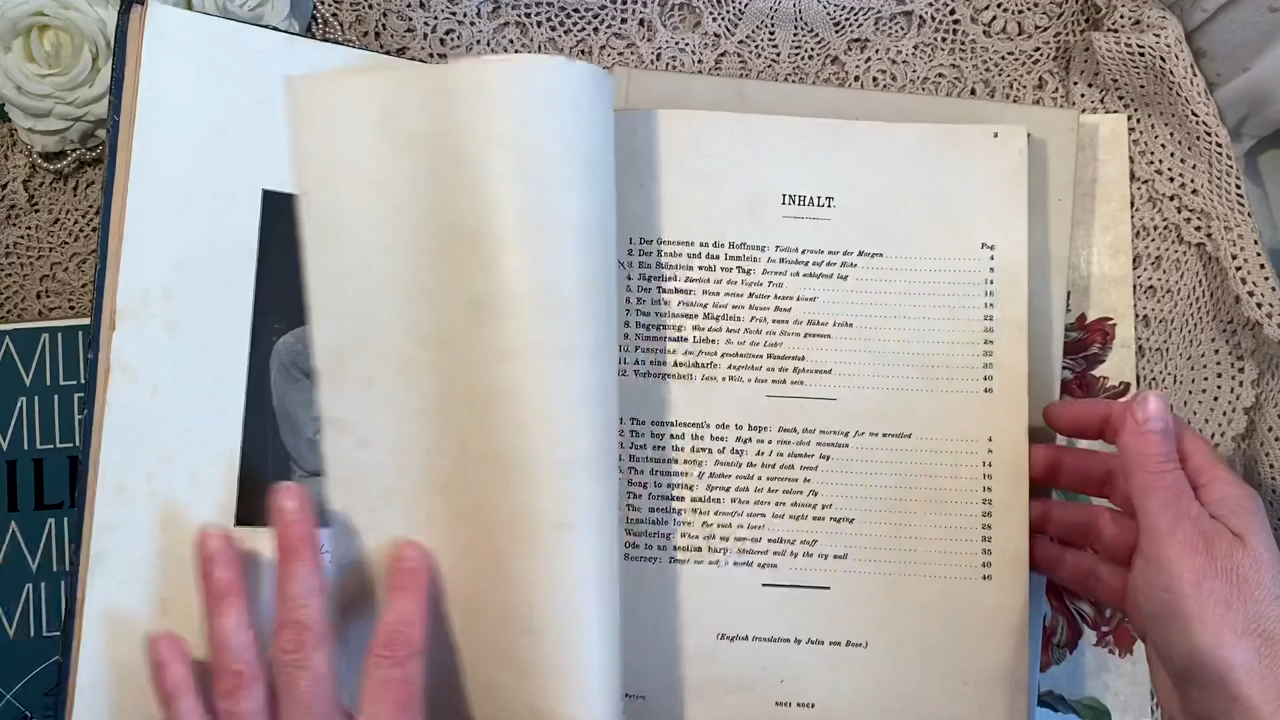 WILL
WILLE
ILL
WILL
WILL
3
INHALT.
Pag.
1. Der Genesene an die Hoffnung: Tödlich graute mir der Morgen 4
2. Der Knabe und das Immlein: Im Weinberg auf der Höhe 8
3. Ein Stündlein wohl vor Tag: Derweil ich schlafend lag 14
4. Jägerlied: Zierlich ist des Vogels Tritt 16
5. Der Tambour: Wenn meine Mutter hexen könnt' 18
6. Er ist's: Frühling lässt sein blaues Band 22
7. Das verlassene Mägdlein: Früh, wann die Hähne krähn 26
8. Begegnung: Was doch heut Nacht ein Sturm gewesen 28
9. Nimmersatte Liebe: So ist die Lieb'! 32
10. Fussreise: Am frisch geschnittnen Wanderstab 35
11. An eine Aeolsharfe: Angelehnt an die Epheuwand 40
12. Verborgenheit: Lass, o Welt, o lass mich sein 46
1. The convalescent's ode to hope: Death, that morning for me wrestled 4
2. The boy and the bee: High on a vine-clad mountain 8
3. Just ere the dawn of day: As I in slumber lay 14
4. Huntsman's song: Daintily the bird doth tread 16
5. The drummer: If Mother could a sorceress be 18
Song to spring: Spring doth let her colors fly 22
The forsaken maiden: When stars are shining yet 26
The meeting: What dreadful storm last night was raging 28
Insatiable love: For such is love! 32
Wandering: When with my new-cut walking staff 35
Ode to an aeolian harp: Sheltered well by the ivy wall 40
Secrecy: Tempt me not, o world again 46
(English translation by Julia von Bose.)
Peters.